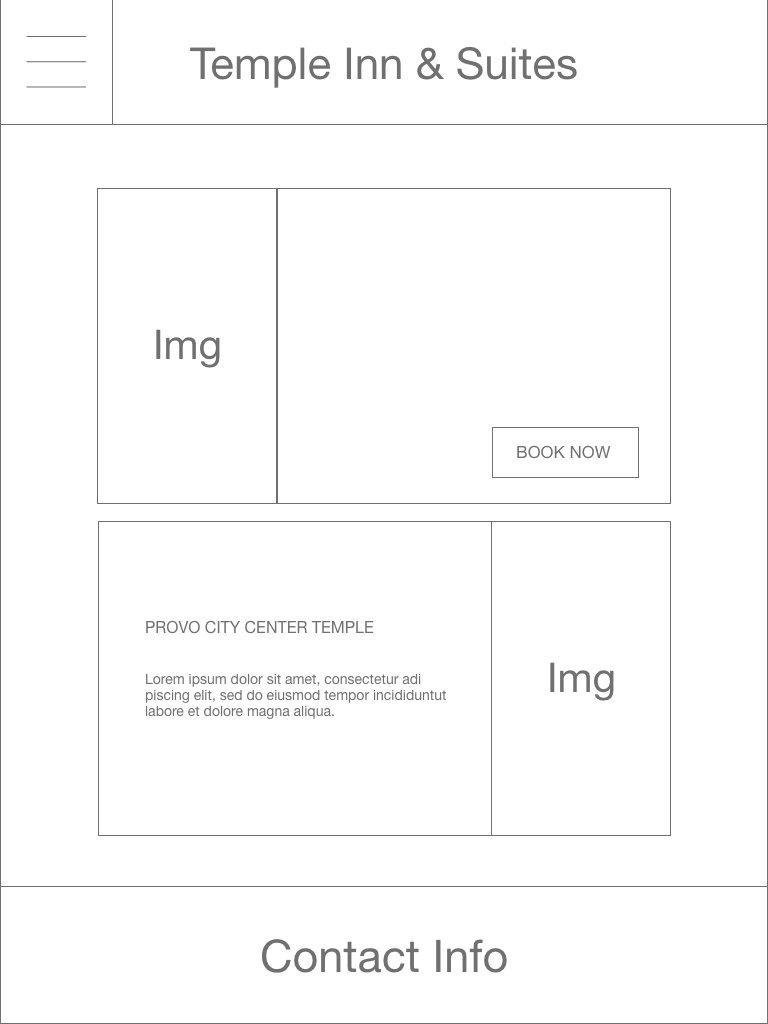 Temple Inn & Suites
Img
BOOK NOW
PROVO CITY CENTER TEMPLE
Lorem ipsum dolor sit amet, consectetur adi
piscing elit, sed do eiusmod tempor incididuntut
labore et dolore magna aliqua.
Img
Contact Info